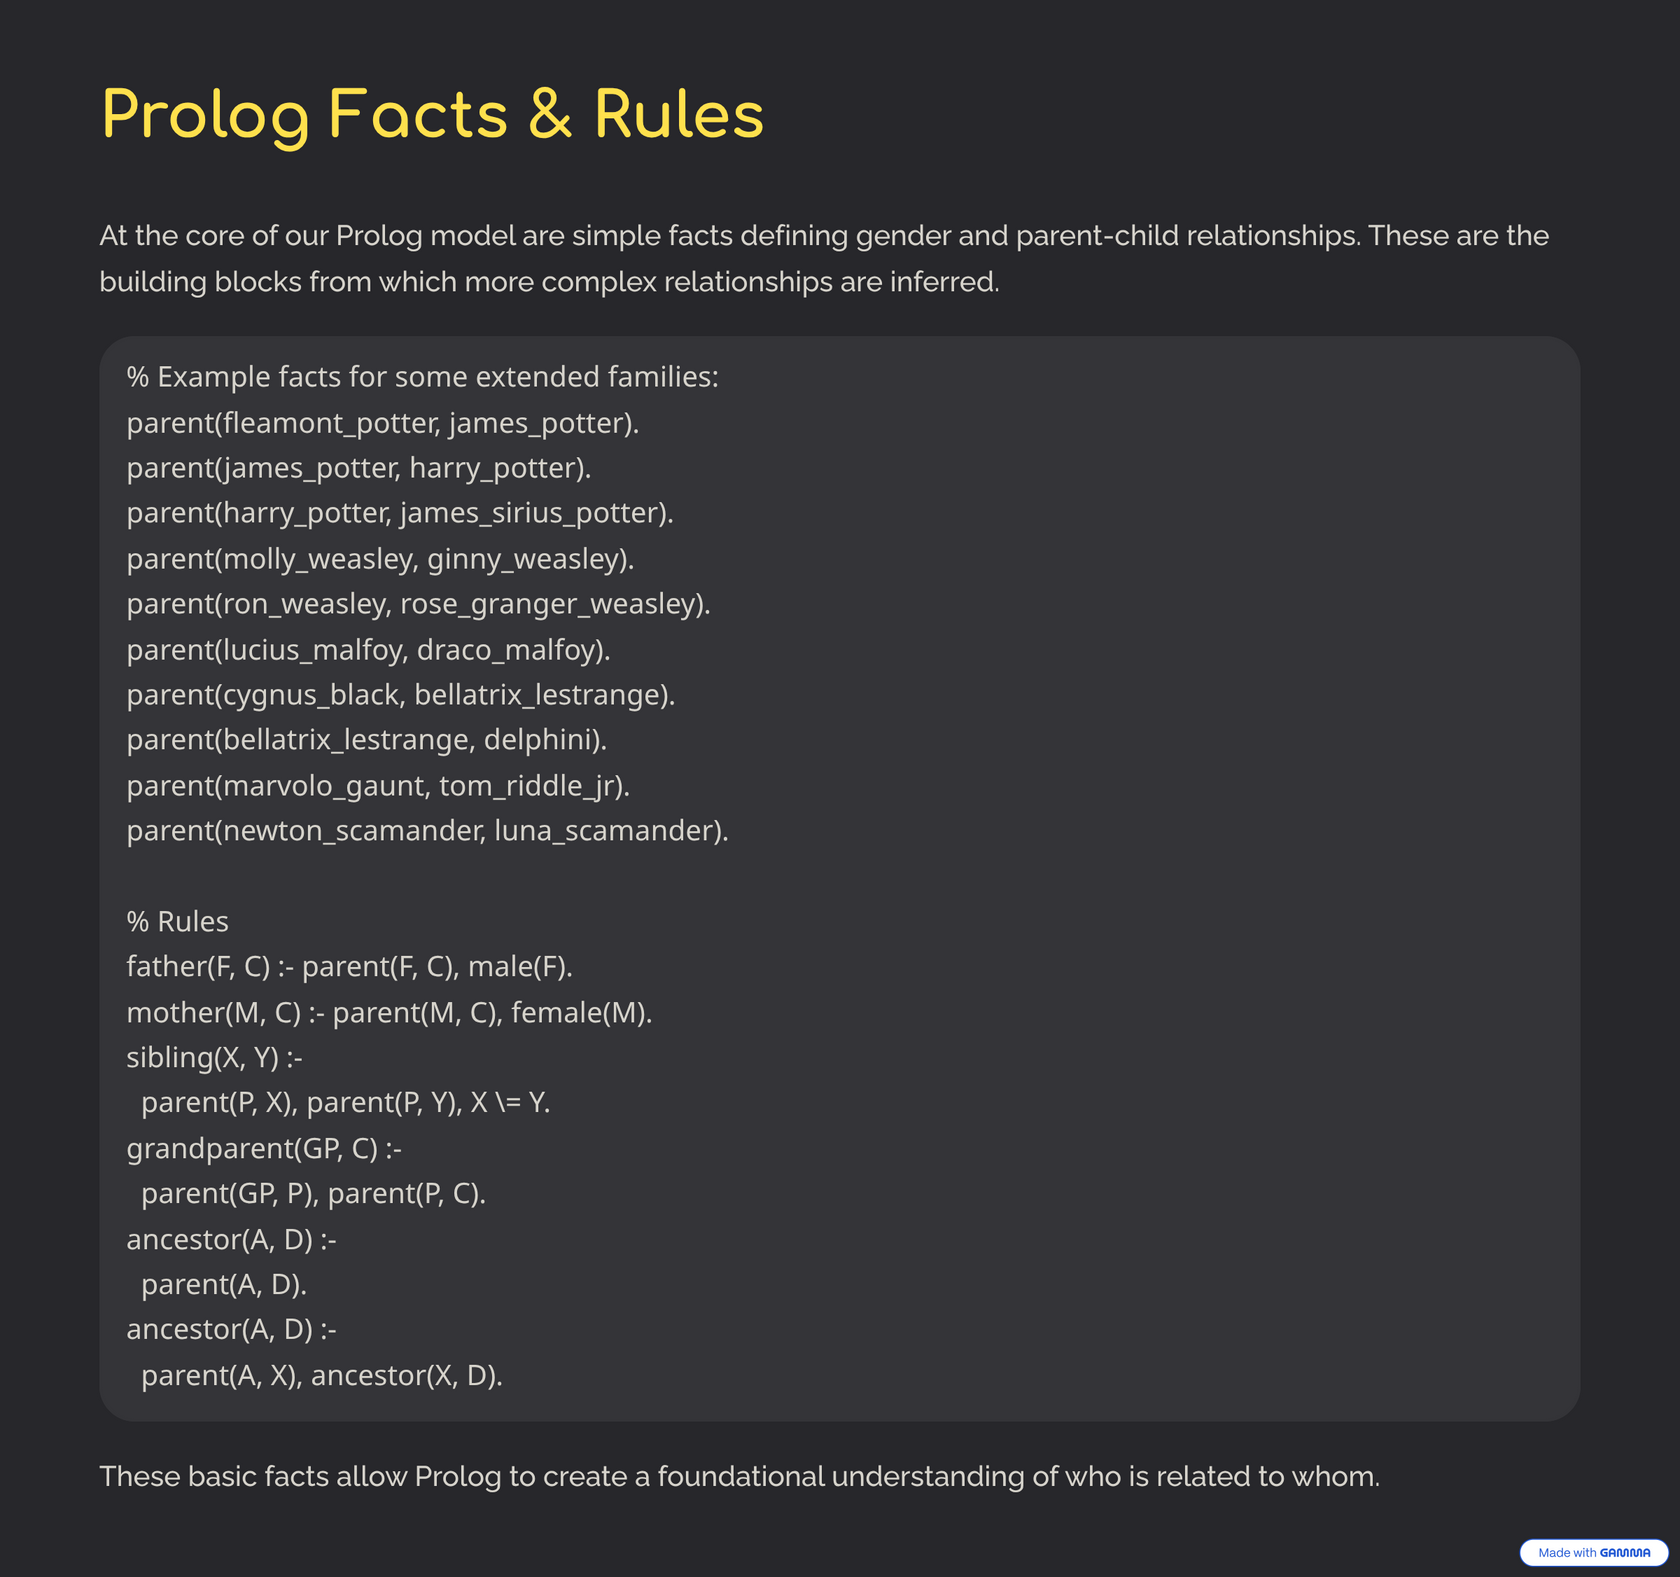 Prolog Facts & Rules
At the core of our Prolog model are simple facts defining gender and parent-child relationships. These are the
building blocks from which more complex relationships are inferred.
% Example facts for some extended families:
parent(fleamont_potter, james_potter).
parent(james_potter, harry_potter).
parent(harry_potter, james_sirius_potter).
parent(molly_weasley, ginny_weasley).
parent(ron_weasley, rose_granger_weasley).
parent(lucius_malfoy, draco_malfoy).
parent(cygnus_black, bellatrix_lestrange).
parent(bellatrix_lestrange, delphini).
parent(marvolo_gaunt, tom_riddle_jr).
parent(newton_scamander, luna_scamander).
% Rules
father(F, C) :- parent(F, C), male(F).
mother(M, C) :- parent(M, C), female(M).
sibling(X, Y) :-
  parent(P, X), parent(P, Y), X \= Y.
grandparent(GP, C) :-
  parent(GP, P), parent(P, C).
ancestor(A, D) :-
  parent(A, D).
ancestor(A, D) :-
  parent(A, X), ancestor(X, D).
These basic facts allow Prolog to create a foundational understanding of who is related to whom.
Made with GAMMA